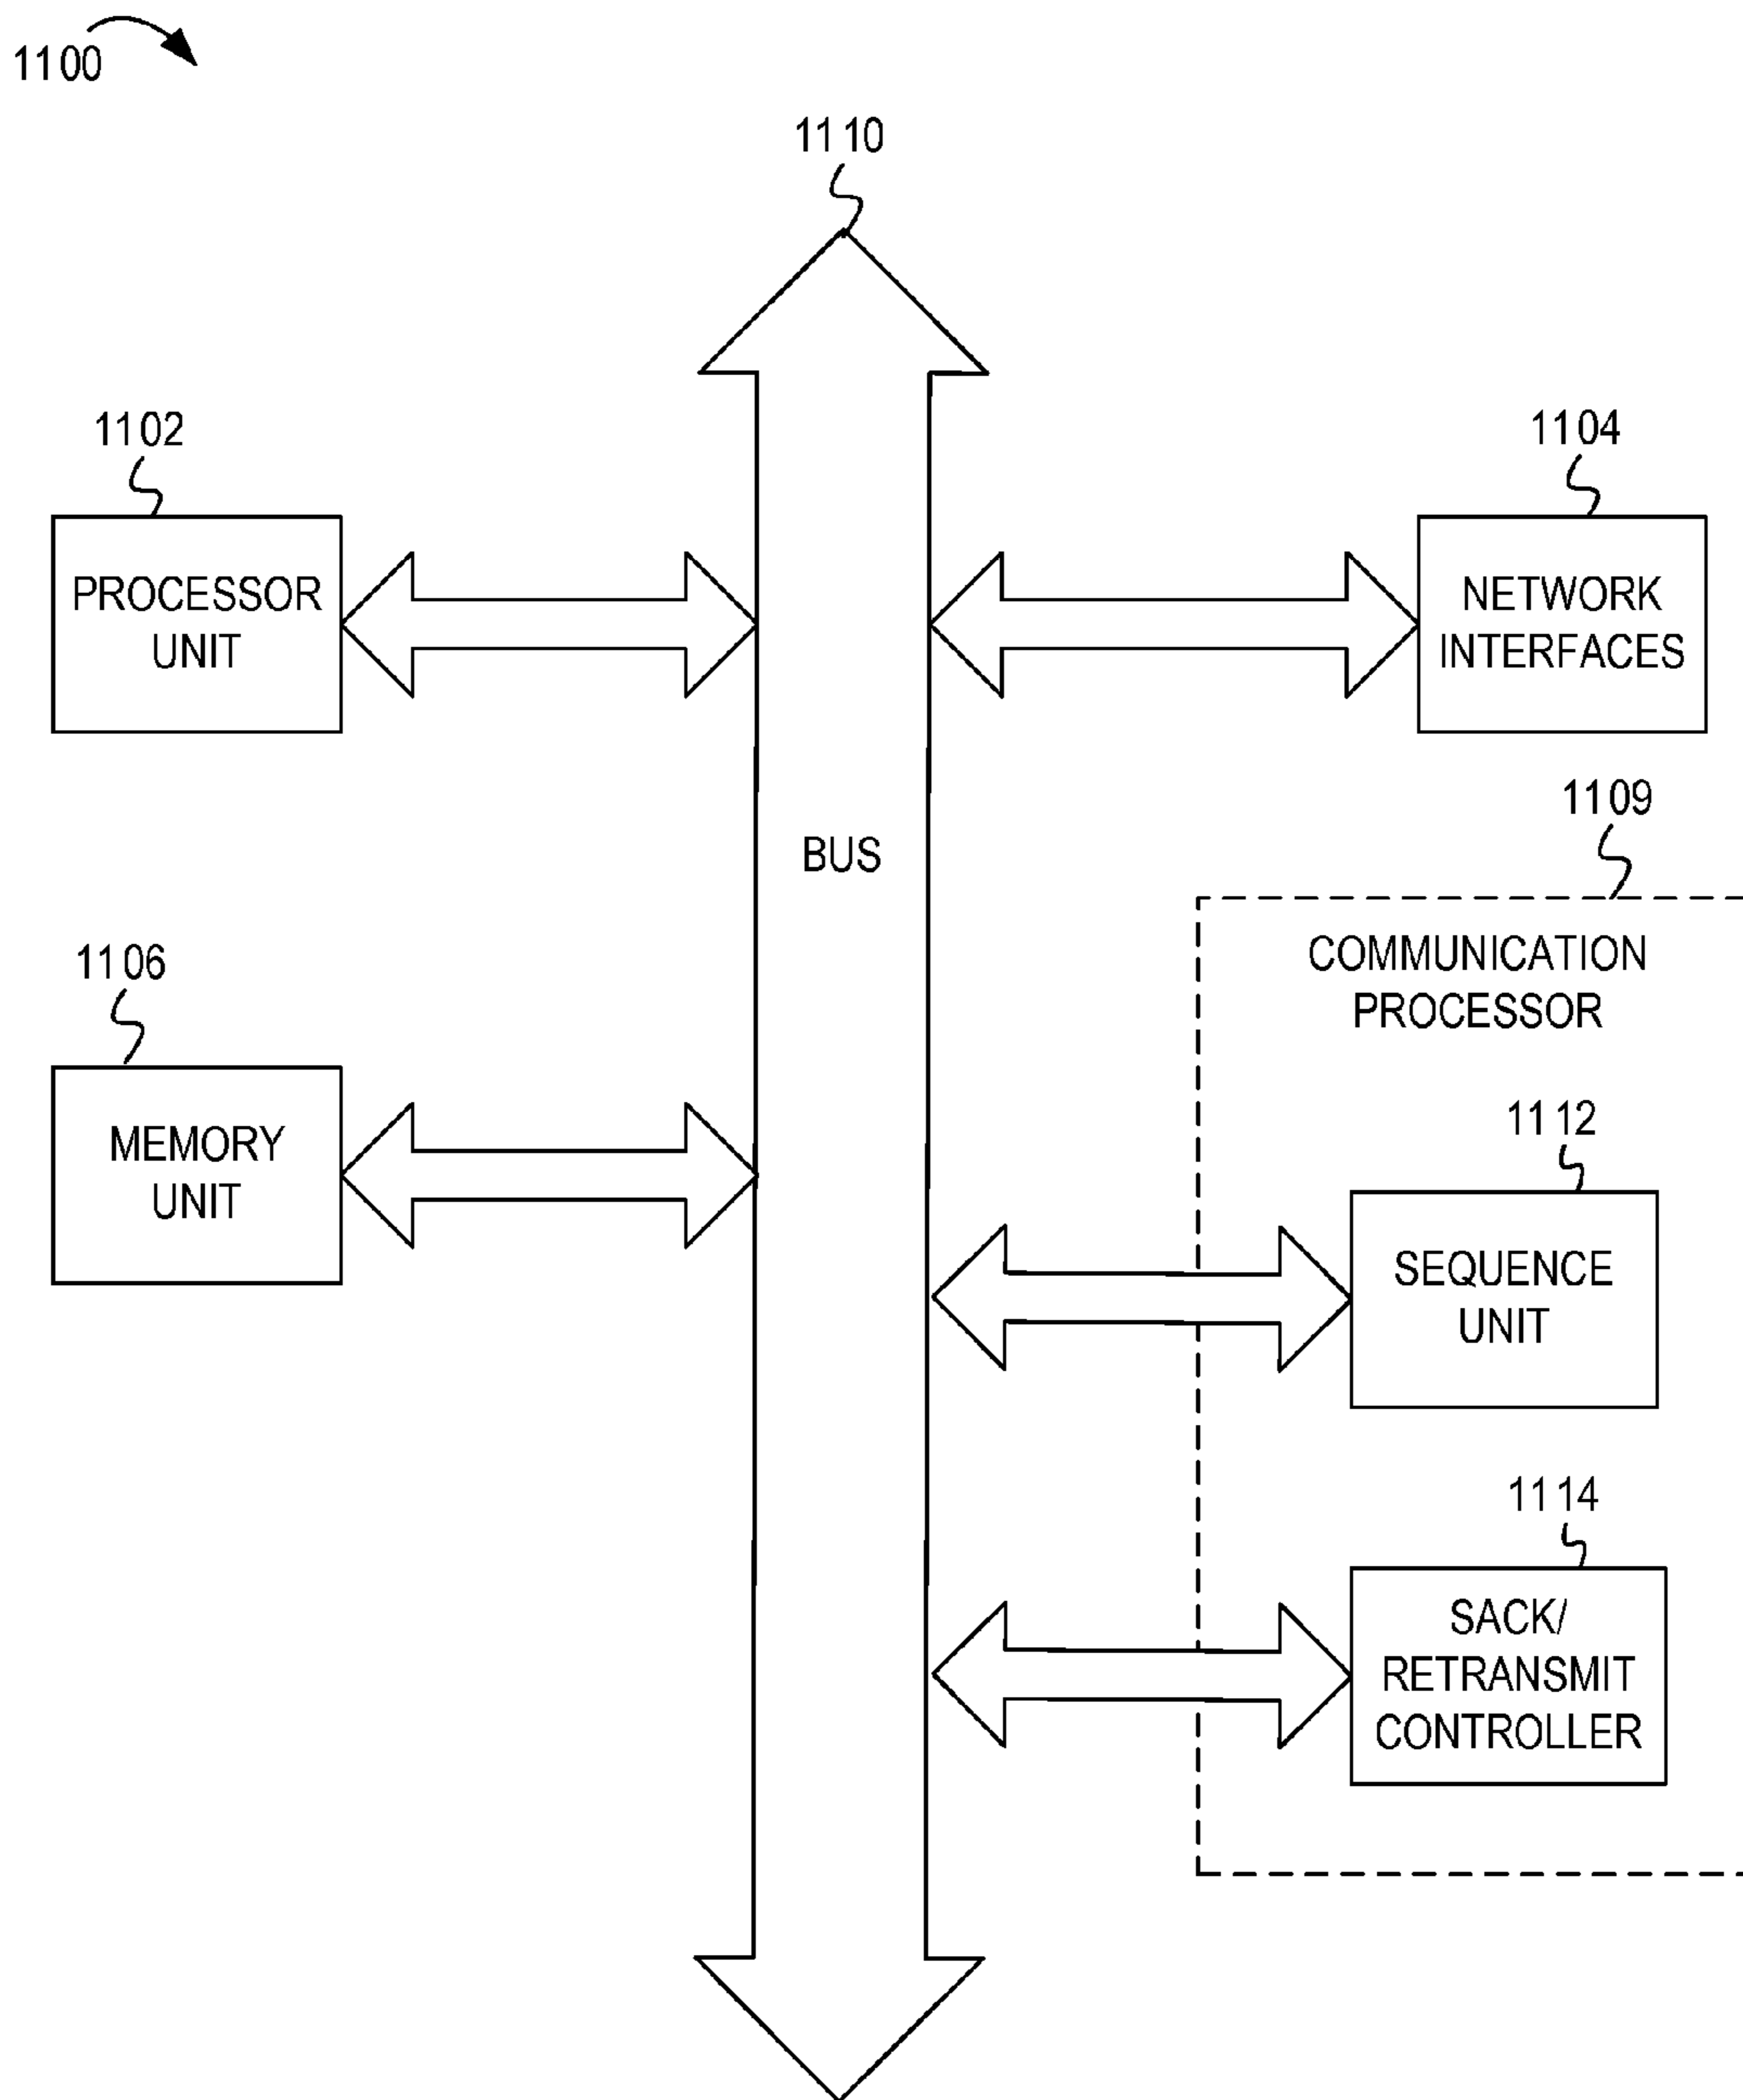 1100
1110
1102
1104
PROCESSOR
UNIT
NETWORK
INTERFACES
1109
BUS
COMMUNICATION
PROCESSOR
1106
MEMORY
UNIT
1112
SEQUENCE
UNIT
1114
SACK/
RETRANSMIT
CONTROLLER